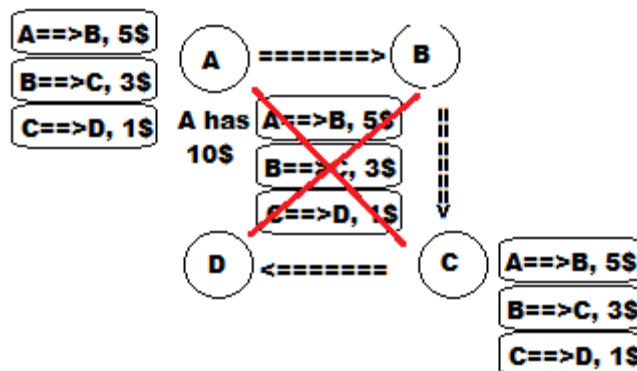 A==>B, 5$
B==>C, 3$
C==>D, 1$
A =======> B
A has
10$
A==>B, 5$
B==>C, 3$
C==>D, 1$
=======>
D <======= C
A==>B, 5$
B==>C, 3$
C==>D, 1$